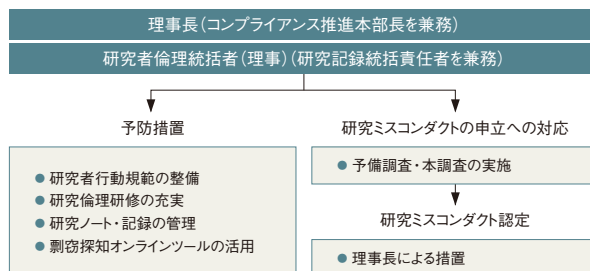 理事長（コンプライアンス推進本部長を兼務）
研究者倫理統括者（理事）（研究記録統括責任者を兼務）
予防措置
● 研究者行動規範の整備
● 研究倫理研修の充実
● 研究ノート・記録の管理
● 剽窃探知オンラインツールの活用
研究ミスコンダクトの申立への対応
● 予備調査・本調査の実施
研究ミスコンダクト認定
● 理事長による措置